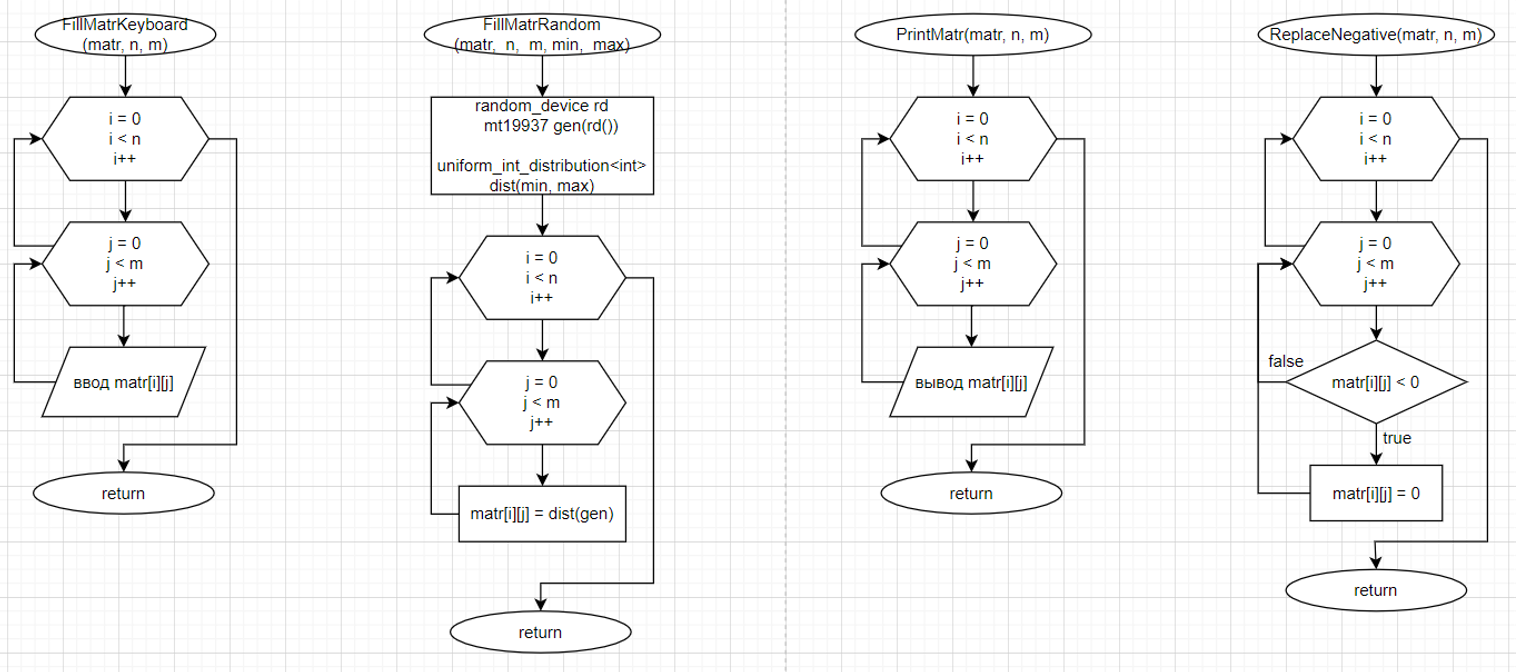 FillMatrKeyboard
(matr, n, m)
i = 0
i < n
i++
j = 0
j < m
j++
ввод matr[i][j]
return
FillMatrRandom
(matr, n, m, min, max)
random_device rd
mt19937 gen(rd())
uniform_int_distribution<int>
dist(min, max)
i = 0
i < n
i++
j = 0
j < m
j++
matr[i][j] = dist(gen)
return
PrintMatr(matr, n, m)
i = 0
i < n
i++
j = 0
j < m
j++
вывод matr[i][j]
return
ReplaceNegative(matr, n, m)
i = 0
i < n
i++
j = 0
j < m
j++
false
matr[i][j] < 0
true
matr[i][j] = 0
return